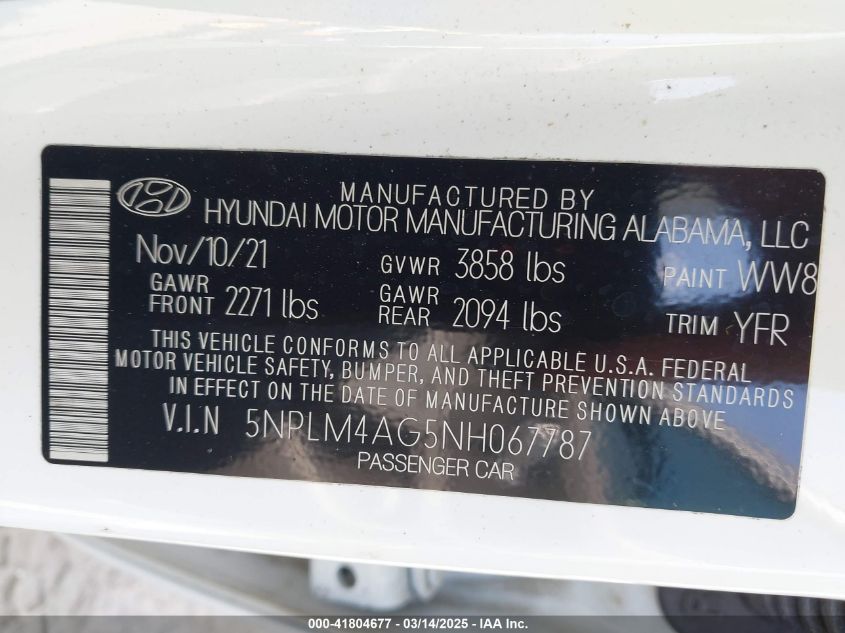 MANUFACTURED BY
HYUNDAI MOTOR MANUFACTURING ALABAMA, LLC
Nov/10/21 GVWR 3858 lbs PAINT WW8
GAWR FRONT 2271 lbs GAWR REAR 2094 lbs TRIM YFR
THIS VEHICLE CONFORMS TO ALL APPLICABLE U.S.A. FEDERAL
MOTOR VEHICLE SAFETY, BUMPER, AND THEFT PREVENTION STANDARDS
IN EFFECT ON THE DATE OF MANUFACTURE SHOWN ABOVE
V.I.N 5NPLM4AG5NH067787
PASSENGER CAR
000-41804677 - 03/14/2025 - IAA Inc.